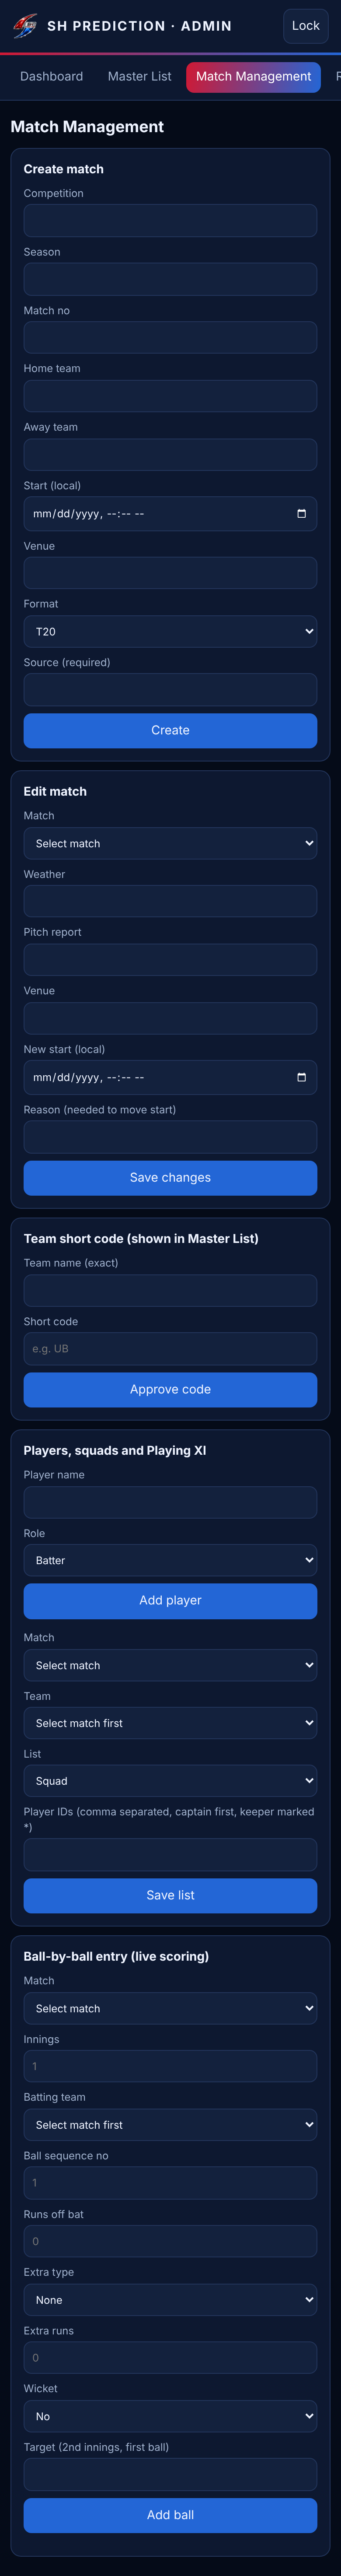 SH PREDICTION · ADMIN
Lock
Dashboard
Master List
Match Management
Match Management
Create match
Competition
Season
Match no
Home team
Away team
Start (local)
mm/dd/yyyy, --:-- --
Venue
Format
T20
Source (required)
Create
Edit match
Match
Select match
Weather
Pitch report
Venue
New start (local)
mm/dd/yyyy, --:-- --
Reason (needed to move start)
Save changes
Team short code (shown in Master List)
Team name (exact)
Short code
e.g. UB
Approve code
Players, squads and Playing XI
Player name
Role
Batter
Add player
Match
Select match
Team
Select match first
List
Squad
Player IDs (comma separated, captain first, keeper marked
*)
Save list
Ball-by-ball entry (live scoring)
Match
Select match
Innings
1
Batting team
Select match first
Ball sequence no
1
Runs off bat
0
Extra type
None
Extra runs
0
Wicket
No
Target (2nd innings, first ball)
Add ball